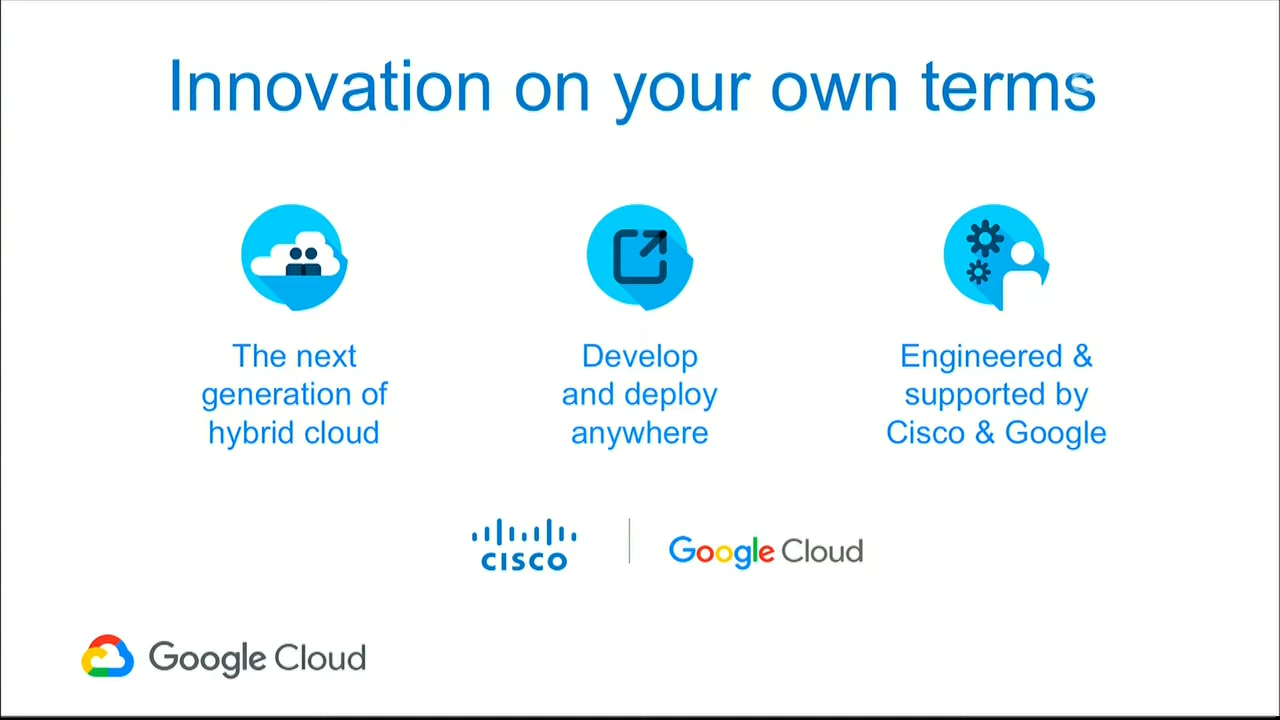 Innovation on your own terms
The next
generation of
hybrid cloud
Develop
and deploy
anywhere
Engineered &
supported by
Cisco & Google
CISCO
Google Cloud
Google Cloud